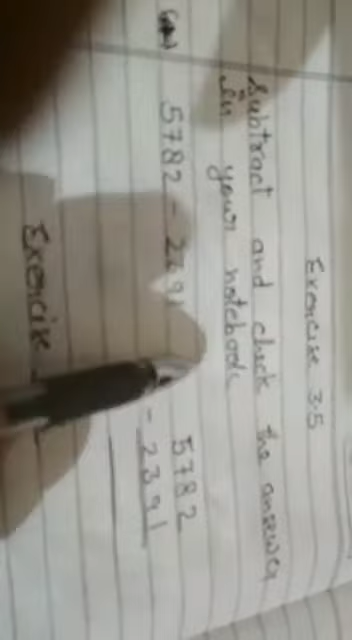 Exercise 3.5
Subtract and check the answer
in your notebook
5782 - 2391
5782
- 2391
Exercise